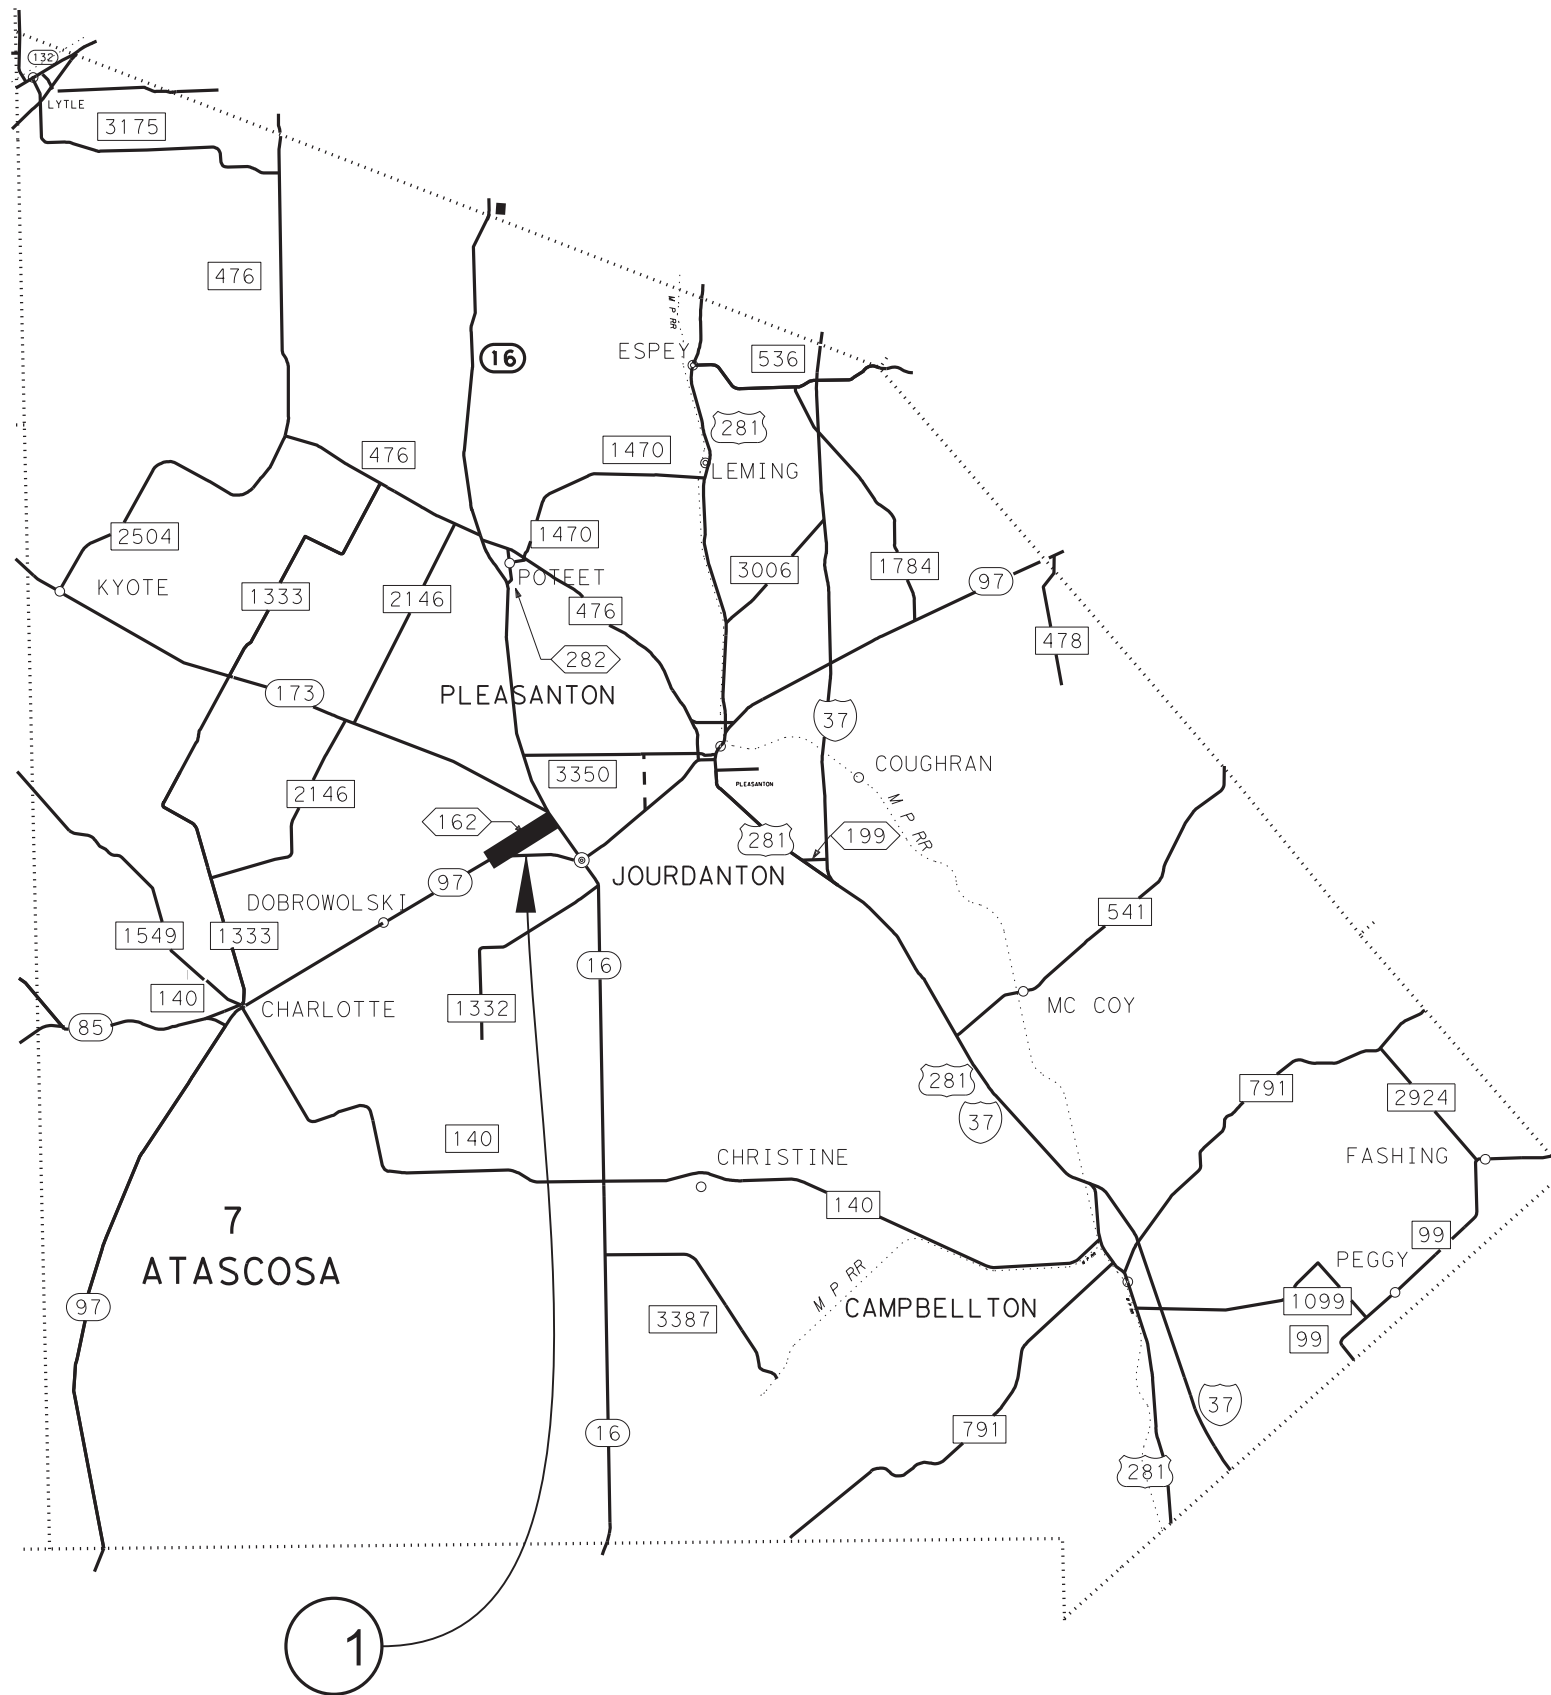 132
LYTLE
3175
476
M P RR
16
ESPEY
536
281
476
1470
LEMING
2504
1470
3006
1784
97
KYOTE
POTEET
1333
2146
476
478
282
173
PLEASANTON
37
3350
COUGHRAN
PLEASANTON
2146
M P RR
162
281
199
97
JOURDANTON
DOBROWOLSKI
541
1549
1333
16
140
1332
CHARLOTTE
MC COY
85
281
791
2924
37
140
CHRISTINE
FASHING
140
7
ATASCOSA
99
PEGGY
M P RR
97
3387
CAMPBELLTON
1099
99
37
791
16
281
1